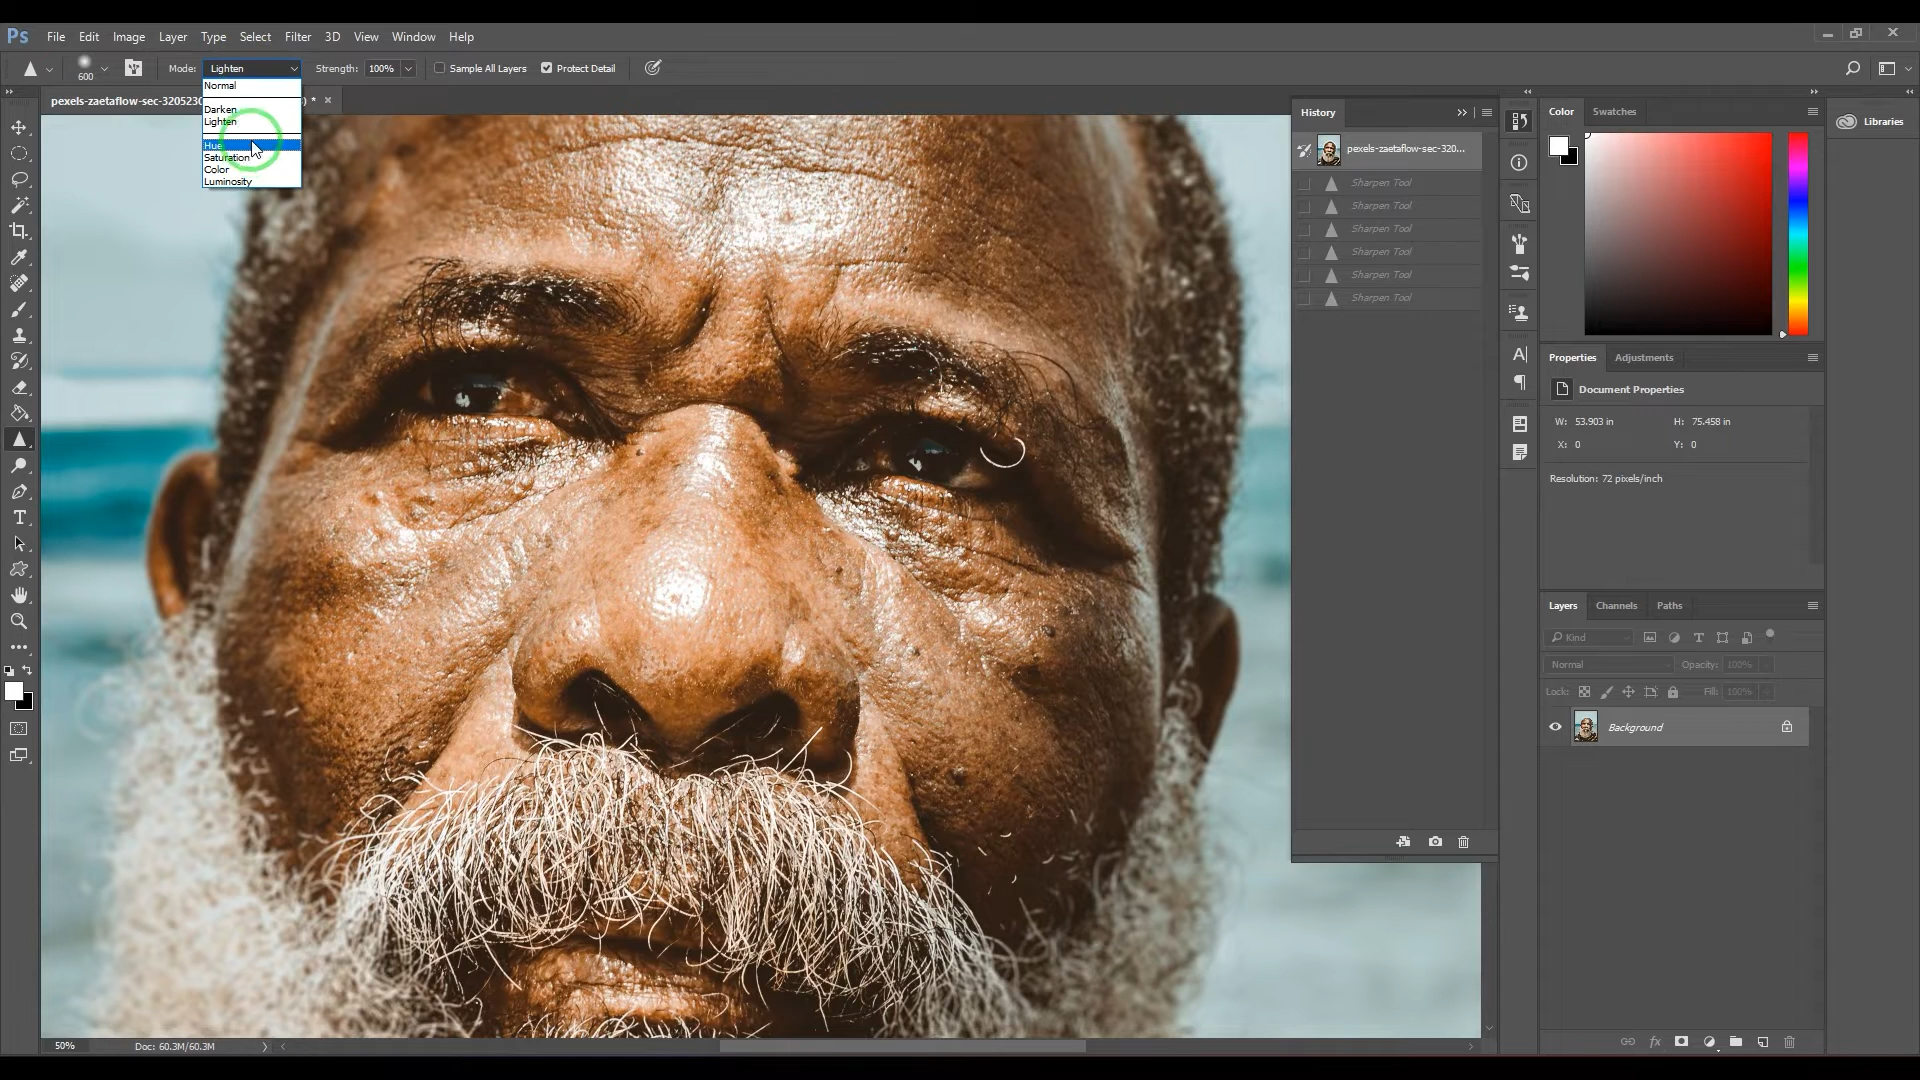 Ps File Edit Image Layer Type Select Filter 3D View Window Help
600 Mode: Lighten Strength: 100% Sample All Layers Protect Detail
Normal
Darken
Lighten
Hue
Saturation
Color
Luminosity
pexels-zaetaflow-sec-320523 ) * ×
History
pexels-zaetaflow-sec-320...
Sharpen Tool
Sharpen Tool
Sharpen Tool
Sharpen Tool
Sharpen Tool
Sharpen Tool
Color Swatches
Libraries
Properties Adjustments
Document Properties
W: 53.903 in H: 75.458 in
X: 0 Y: 0
Resolution: 72 pixels/inch
Layers Channels Paths
Kind
Normal Opacity: 100%
Lock: Fill: 100%
Background
fx
50% Doc: 60.3M/60.3M